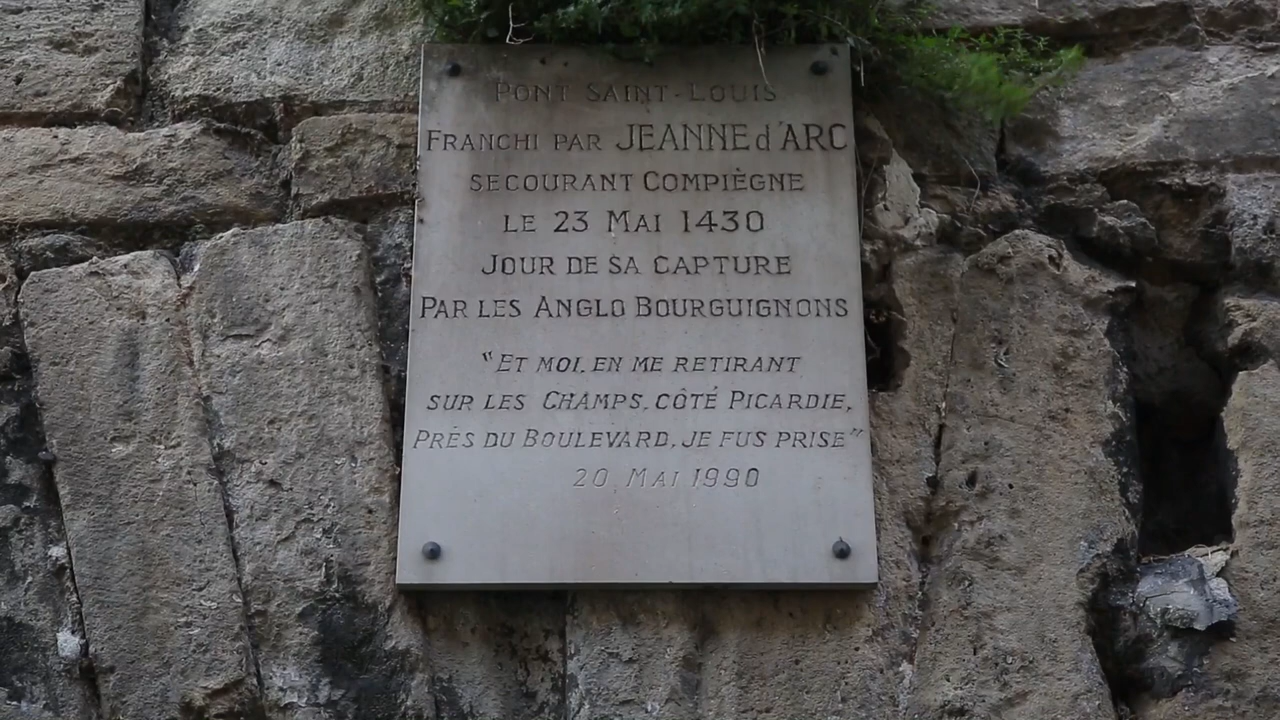 PONT SAINT-LOUIS
FRANCHI PAR JEANNE d'ARC
SECOURANT COMPIÈGNE
LE 23 MAI 1430
JOUR DE SA CAPTURE
PAR LES ANGLO BOURGUIGNONS
"ET MOI, EN ME RETIRANT
SUR LES CHAMPS, CÔTÉ PICARDIE,
PRÈS DU BOULEVARD, JE FUS PRISE"
20 MAI 1990